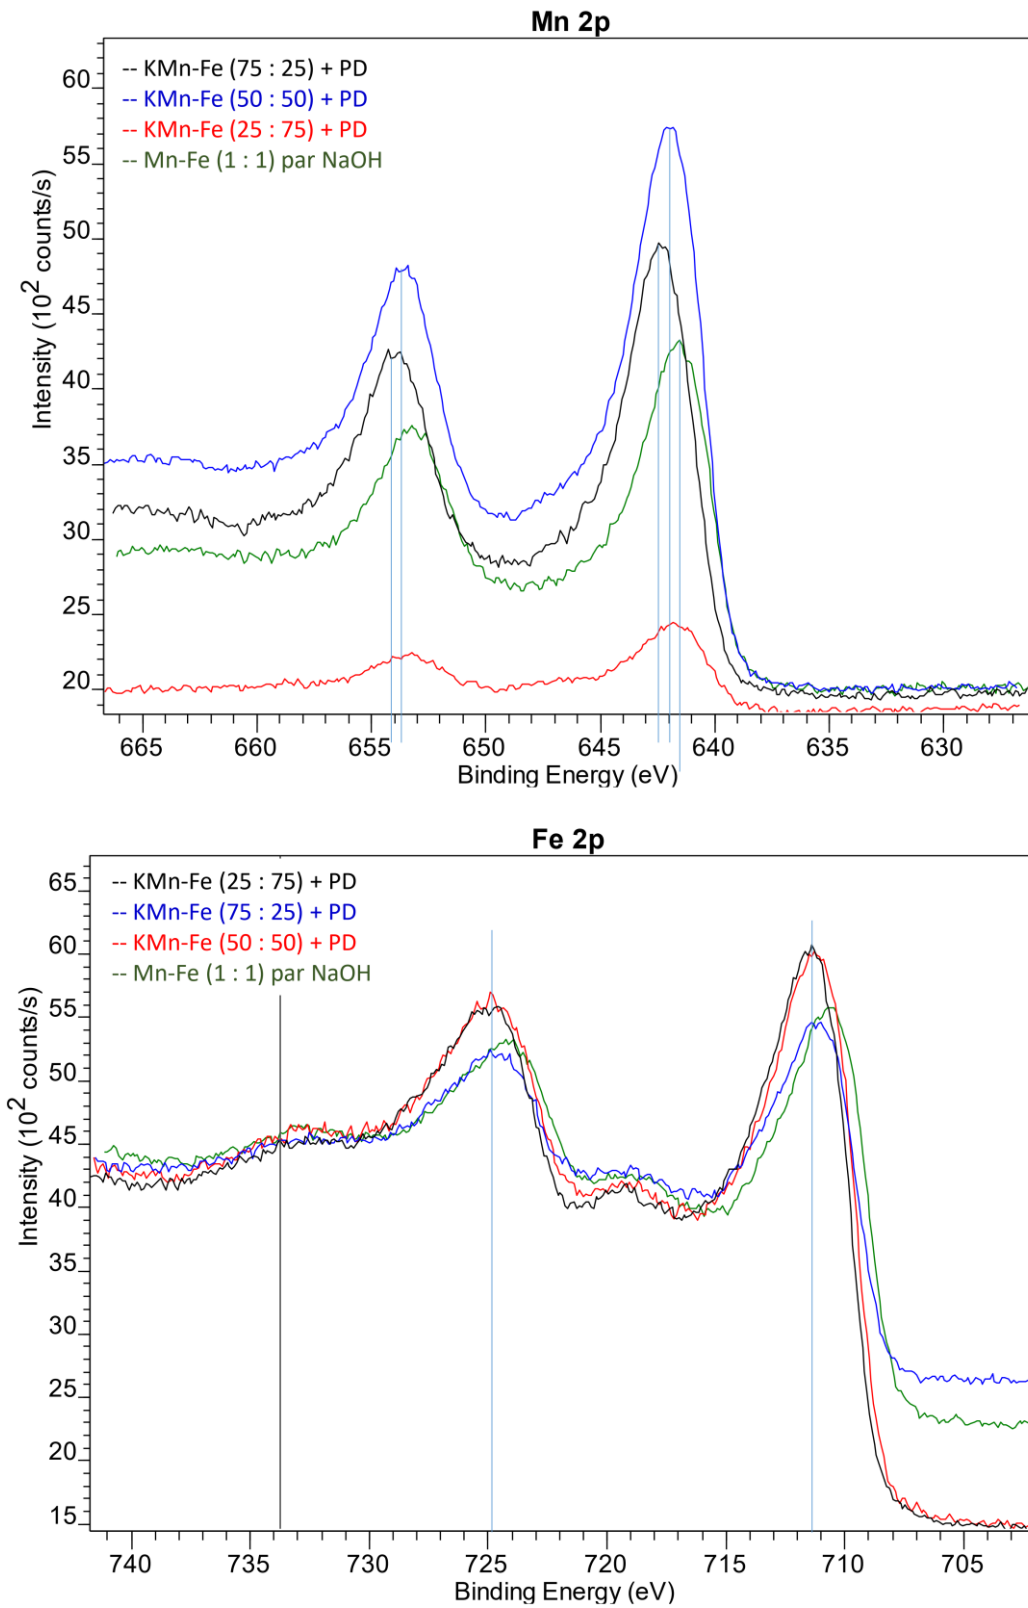 Mn 2p
-- KMn-Fe (75 : 25) + PD
-- KMn-Fe (50 : 50) + PD
-- KMn-Fe (25 : 75) + PD
-- Mn-Fe (1 : 1) par NaOH
Intensity (10² counts/s)
60
55
50
45
40
35
30
25
20
665 660 655 650 645 640 635 630
Binding Energy (eV)
Fe 2p
-- KMn-Fe (25 : 75) + PD
-- KMn-Fe (75 : 25) + PD
-- KMn-Fe (50 : 50) + PD
-- Mn-Fe (1 : 1) par NaOH
Intensity (10² counts/s)
65
60
55
50
45
40
35
30
25
20
15
740 735 730 725 720 715 710 705
Binding Energy (eV)